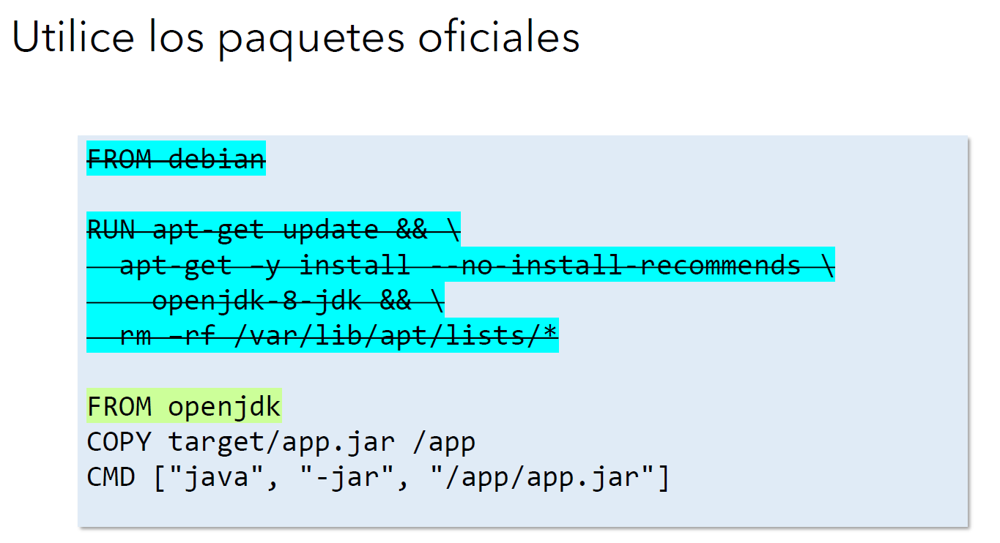 Utilice los paquetes oficiales
FROM debian
RUN apt-get update && \
apt-get –y install --no-install-recommends \
openjdk-8-jdk && \
rm –rf /var/lib/apt/lists/*
FROM openjdk
COPY target/app.jar /app
CMD ["java", "-jar", "/app/app.jar"]